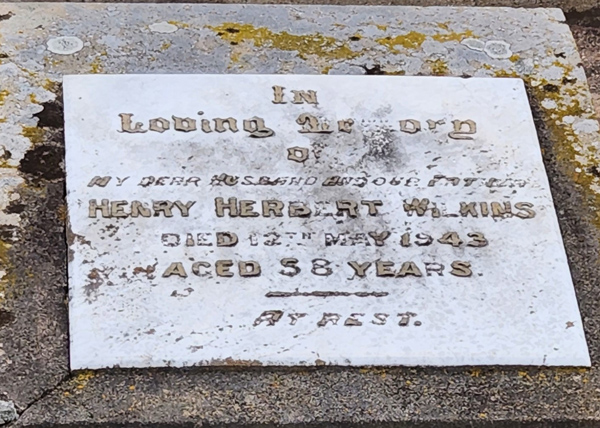 IN
Loving Memory
of
MY DEAR HUSBAND AND OUR FATHER
HENRY HERBERT WILKINS
DIED 12TH MAY 1943
AGED 58 YEARS.
AT REST.